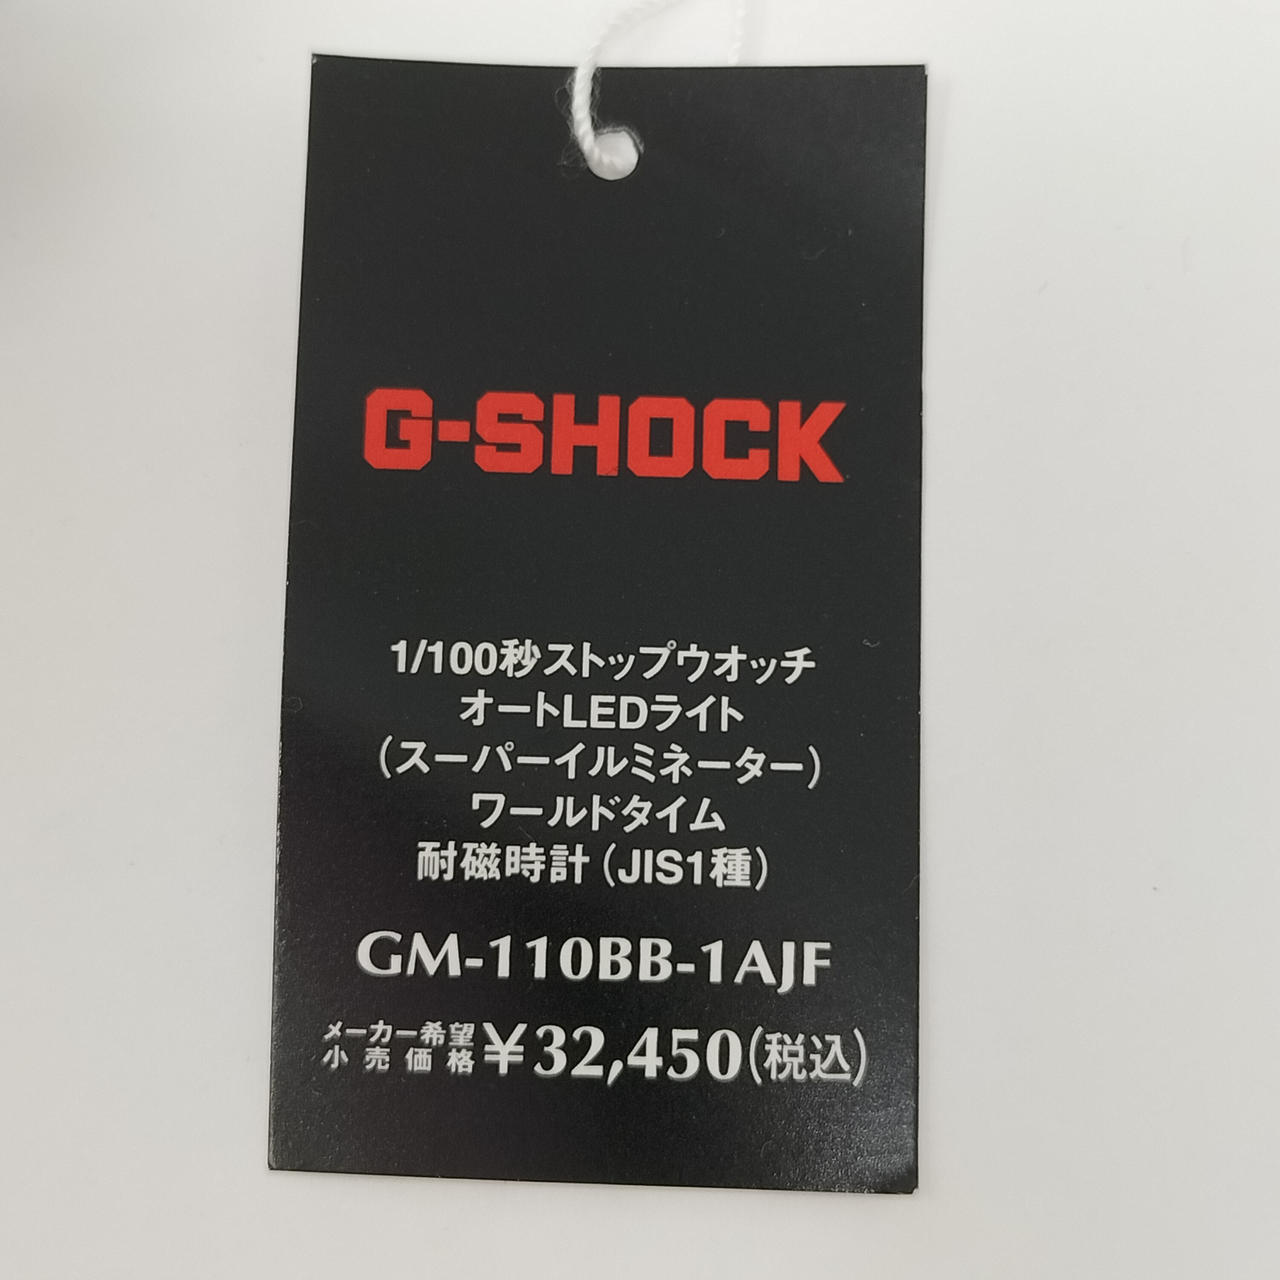 G-SHOCK
1/100秒ストップウオッチ
オートLEDライト
(スーパーイルミネーター)
ワールドタイム
耐磁時計(JIS1種)
GM-110BB-1AJF
メーカー希望
小売価格 ¥32,450(税込)